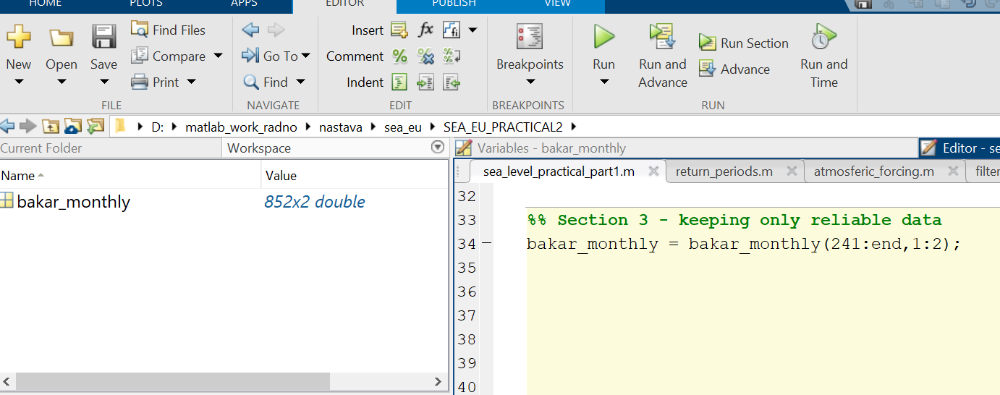 HOME PLOTS APPS EDITOR PUBLISH VIEW
Find Files Insert fx fi
New Open Save Compare Go To Comment Breakpoints Run Run and Advance Run Section Advance Run and Time
Print Find Indent
FILE NAVIGATE EDIT BREAKPOINTS RUN
D: matlab_work_radno nastava sea_eu SEA_EU_PRACTICAL2
Current Folder Workspace
Name Value
bakar_monthly 852x2 double
Variables - bakar_monthly Editor - se
sea_level_practical_part1.m return_periods.m atmosferic_forcing.m filter
32
33 %% Section 3 - keeping only reliable data
34 bakar_monthly = bakar_monthly(241:end,1:2);
35
36
37
38
39
40